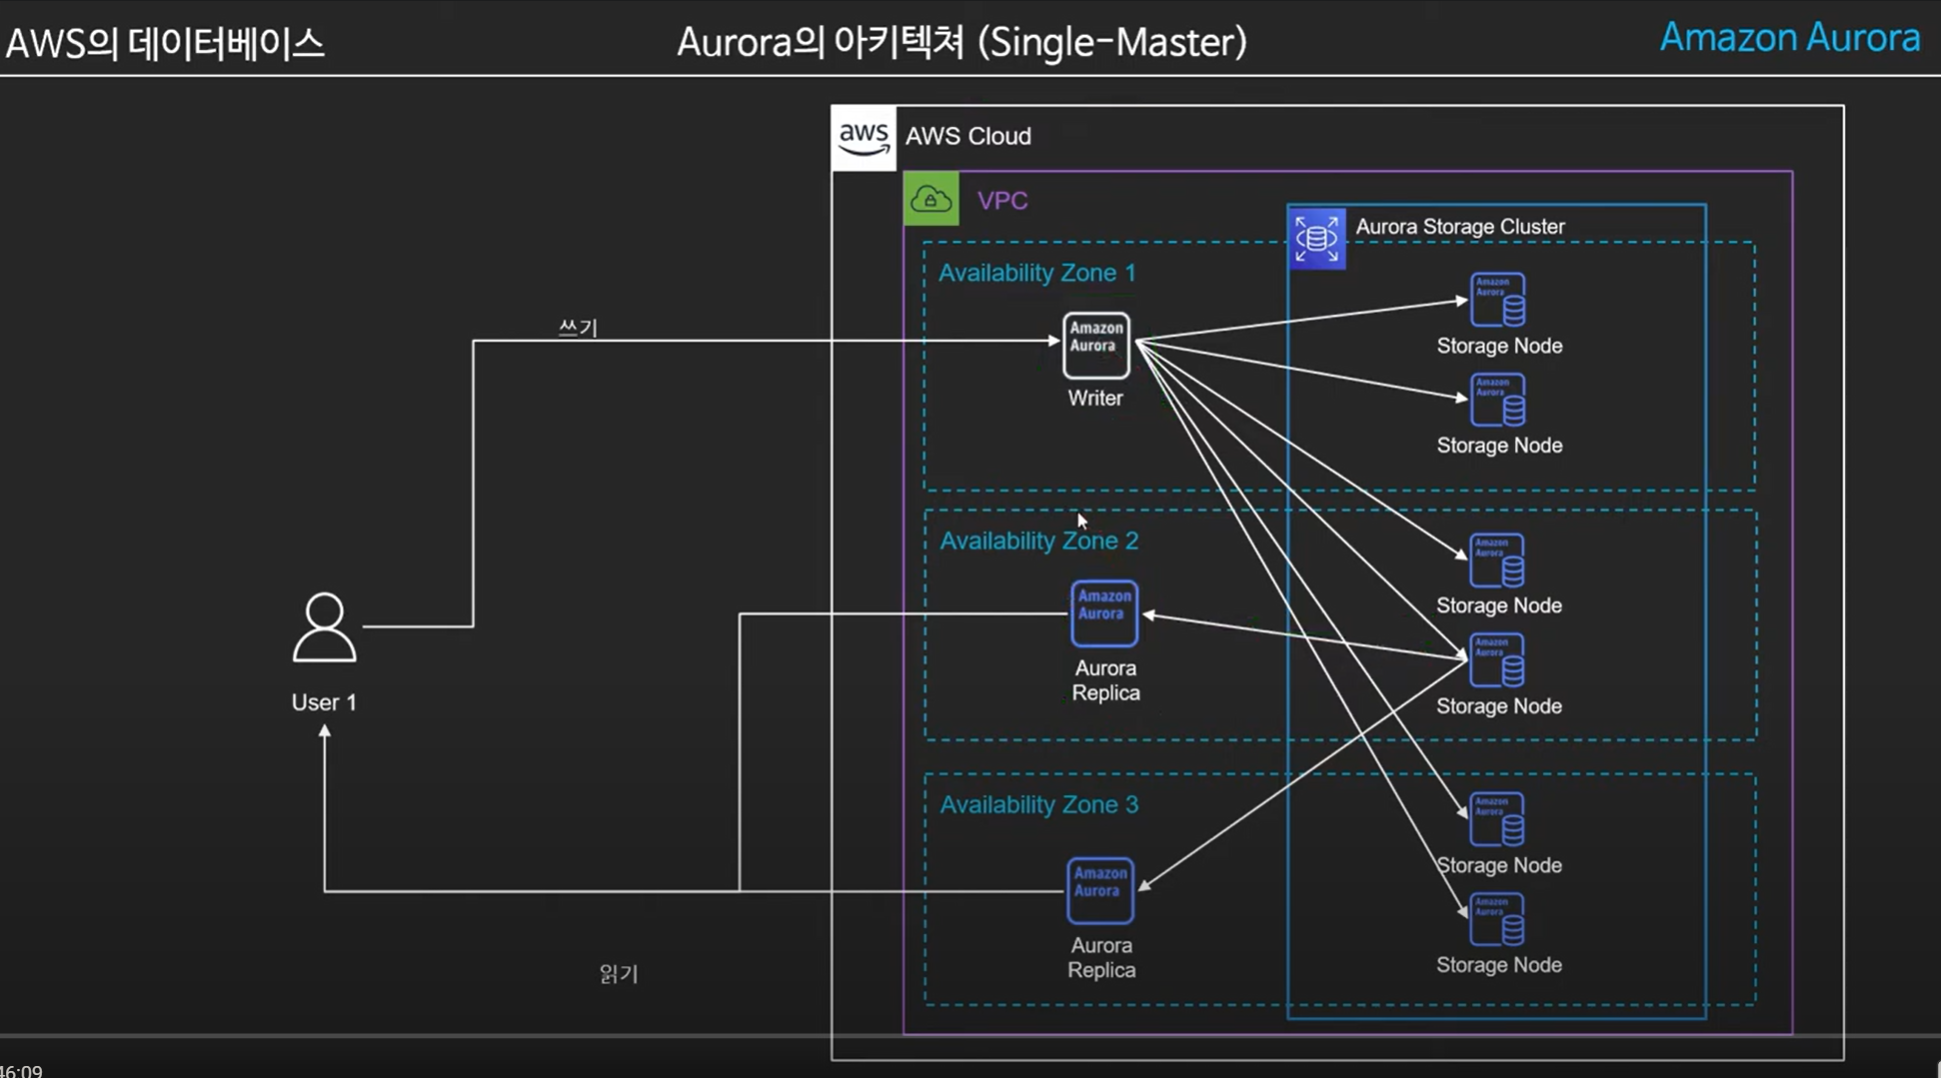 AWS의 데이터베이스
Aurora의 아키텍쳐 (Single-Master)
Amazon Aurora
aws
AWS Cloud
VPC
Aurora Storage Cluster
Availability Zone 1
쓰기
Amazon
Aurora
Writer
Amazon
Aurora
Storage Node
Amazon
Aurora
Storage Node
Availability Zone 2
Amazon
Aurora
Aurora
Replica
Amazon
Aurora
Storage Node
Amazon
Aurora
Storage Node
User 1
Availability Zone 3
Amazon
Aurora
Aurora
Replica
Amazon
Aurora
Storage Node
Amazon
Aurora
Storage Node
읽기
46:09